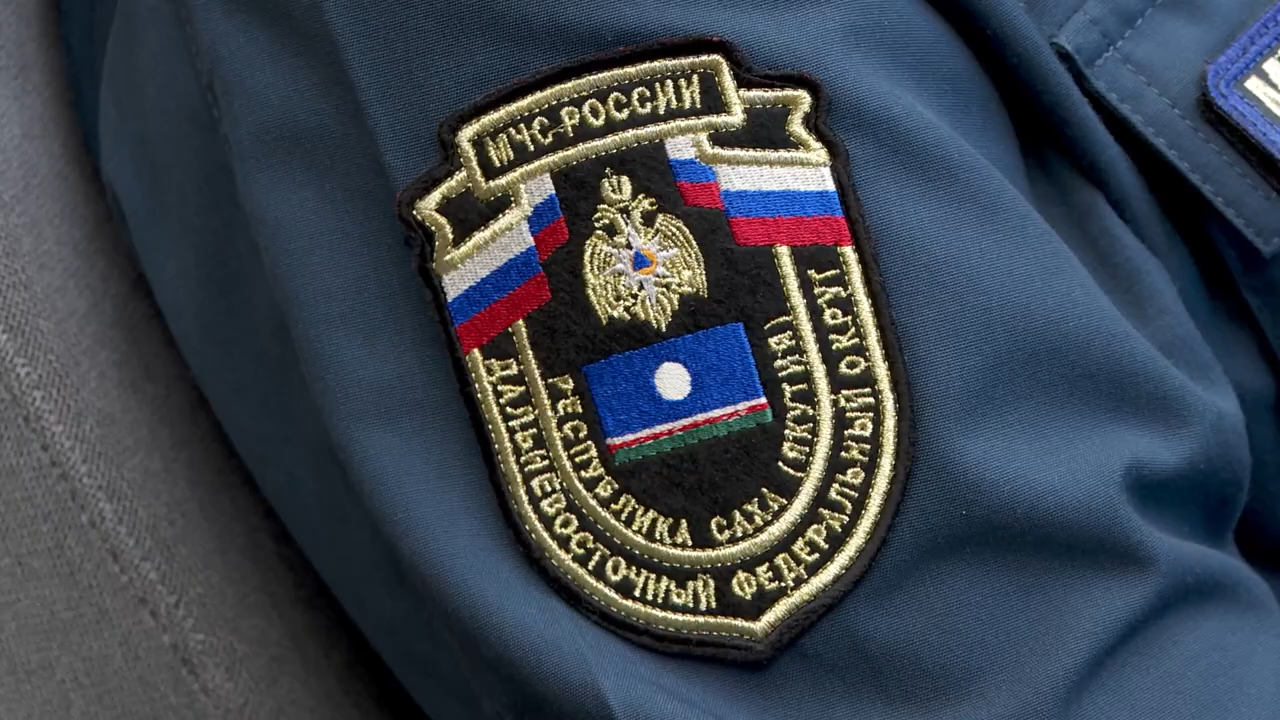 МЧС РОССИИ
РЕСПУБЛИКА САХА (ЯКУТИЯ)
ДАЛЬНЕВОСТОЧНЫЙ ФЕДЕРАЛЬНЫЙ ОКРУГ